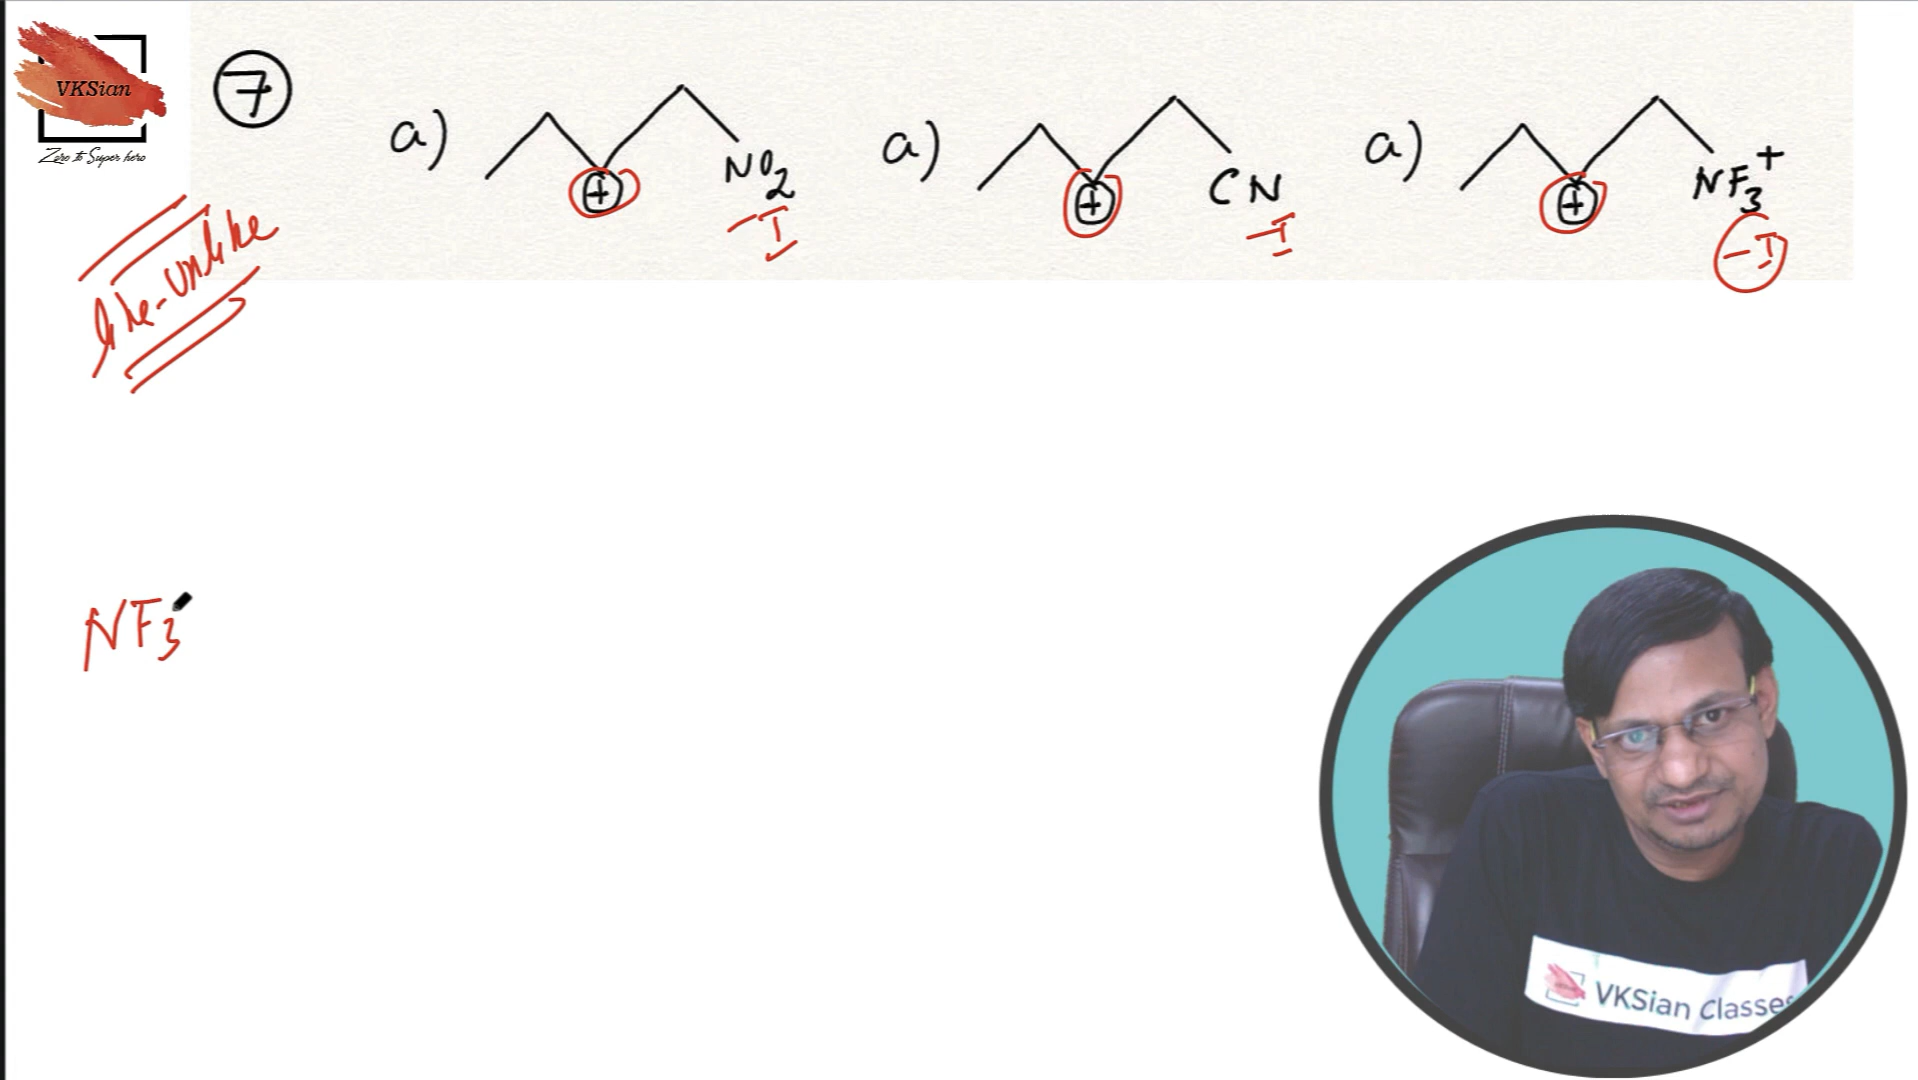 VKSian
Zero to Super hero
7
a)
⊕
NO2
-I
a)
⊕
CN
-I
a)
⊕
NF3+
-I
like-unlike
NF3
VKSian Classes